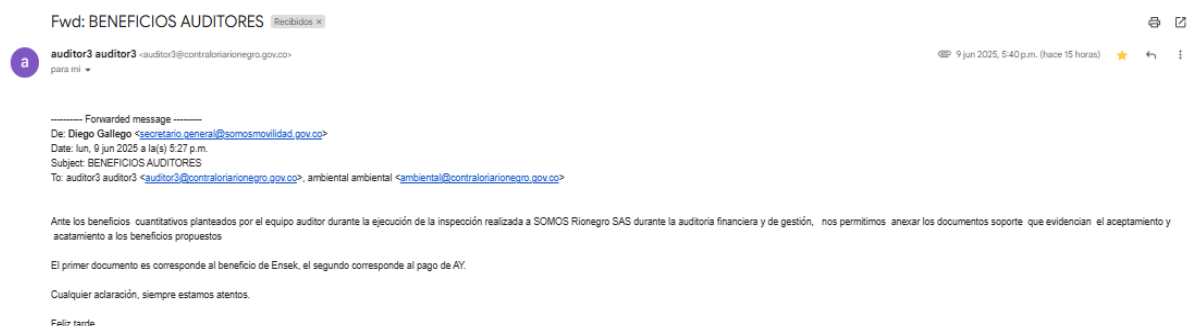 Fwd: BENEFICIOS AUDITORES Recibidos ×
a
auditor3 auditor3 <auditor3@contraloriarionegro.gov.co>
9 jun 2025, 5:40 p.m. (hace 15 horas)
para mi
---------- Forwarded message ---------
De: Diego Gallego <secretario.general@somosmovilidad.gov.co>
Date: lun, 9 jun 2025 a la(s) 5:27 p.m.
Subject: BENEFICIOS AUDITORES
To: auditor3 auditor3 <auditor3@contraloriarionegro.gov.co>, ambiental ambiental <ambiental@contraloriarionegro.gov.co>
Ante los beneficios cuantitativos planteados por el equipo auditor durante la ejecución de la inspección realizada a SOMOS Rionegro SAS durante la auditoria financiera y de gestión, nos permitimos anexar los documentos soporte que evidencian el aceptamiento y
acatamiento a los beneficios propuestos
El primer documento es corresponde al beneficio de Ensek, el segundo corresponde al pago de AY.
Cualquier aclaración, siempre estamos atentos.
Feliz tarde